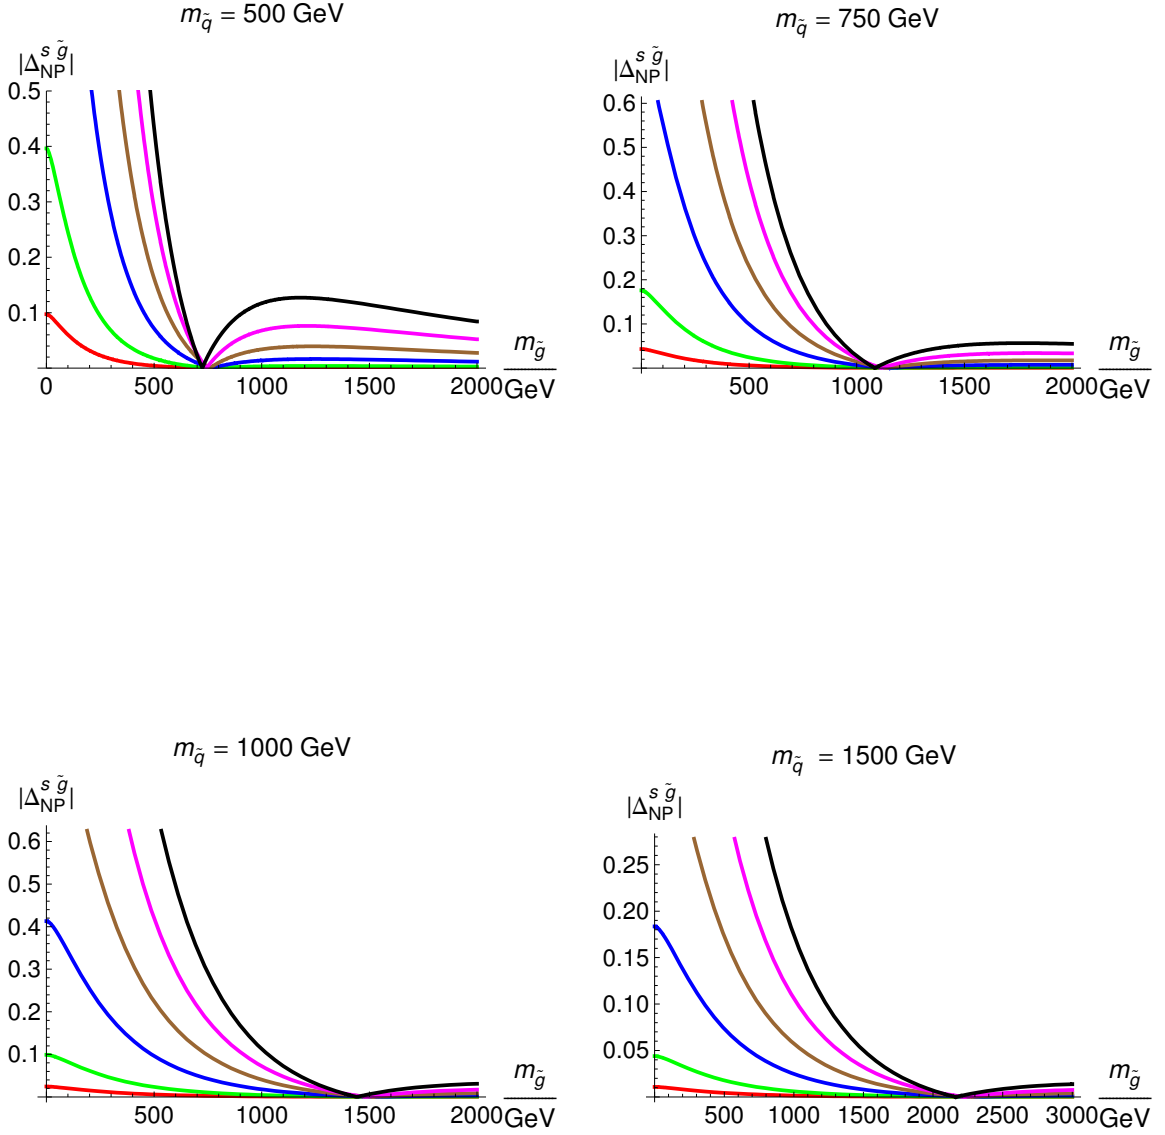 m_q̃ = 500 GeV
|Δ_NP^{s g̃}|
0.5
0.4
0.3
0.2
0.1
0 500 1000 1500 2000
m_g̃
GeV
m_q̃ = 750 GeV
|Δ_NP^{s g̃}|
0.6
0.5
0.4
0.3
0.2
0.1
500 1000 1500 2000
m_g̃
GeV
m_q̃ = 1000 GeV
|Δ_NP^{s g̃}|
0.6
0.5
0.4
0.3
0.2
0.1
500 1000 1500 2000
m_g̃
GeV
m_q̃ = 1500 GeV
|Δ_NP^{s g̃}|
0.25
0.20
0.15
0.10
0.05
500 1000 1500 2000 2500 3000
m_g̃
GeV